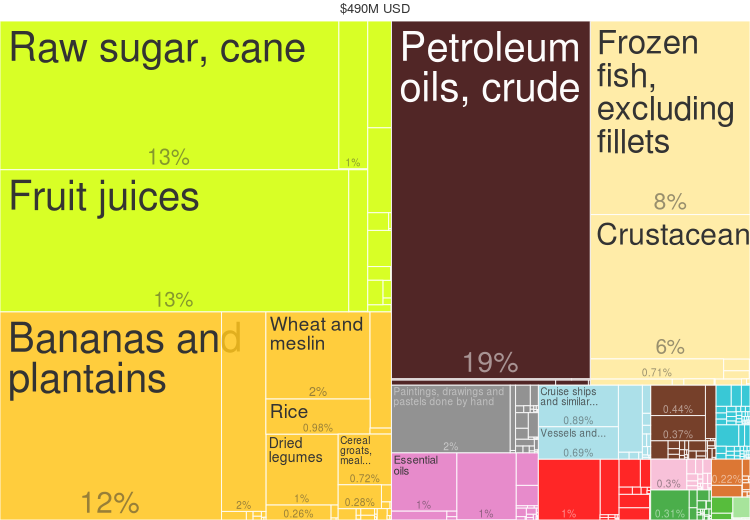 $490M USD
Raw sugar, cane
13%
1%
Fruit juices
13%
Petroleum
oils, crude
19%
Frozen
fish,
excluding
fillets
8%
Crustacean
6%
0.71%
Bananas and
plantains
12%
2%
Wheat and
meslin
2%
Rice
0.98%
Dried
legumes
1%
0.26%
Cereal
groats,
meal...
0.72%
0.28%
Paintings, drawings and
pastels done by hand
2%
Essential
oils
1%
1%
Cruise ships
and similar...
0.89%
Vessels and...
0.69%
1%
0.44%
0.37%
0.3%
0.22%
0.31%